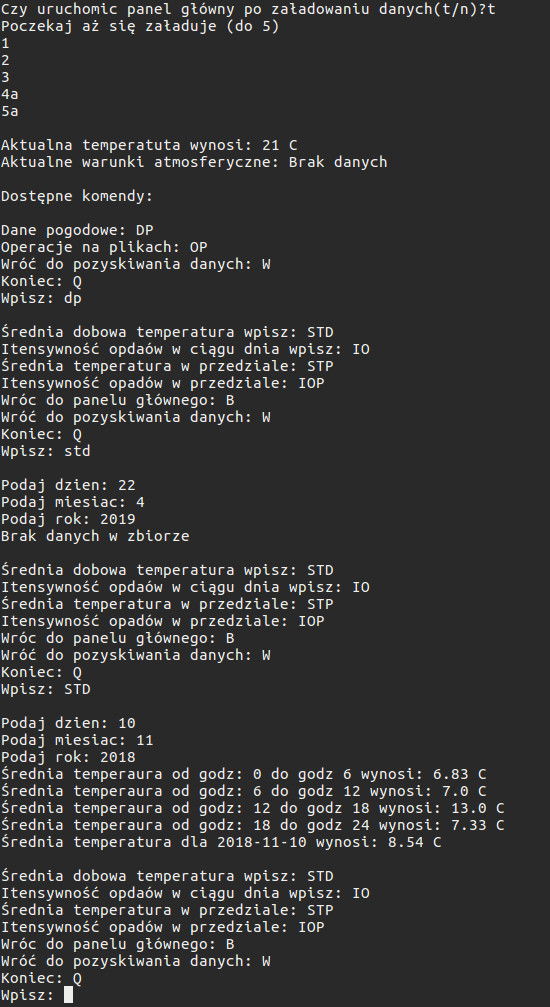 Czy uruchomic panel główny po załadowaniu danych(t/n)?t
Poczekaj aż się załaduje (do 5)
1
2
3
4a
5a
Aktualna temperatuta wynosi: 21 C
Aktualne warunki atmosferyczne: Brak danych
Dostępne komendy:
Dane pogodowe: DP
Operacje na plikach: OP
Wróć do pozyskiwania danych: W
Koniec: Q
Wpisz: dp
Średnia dobowa temperatura wpisz: STD
Itensywność opdaów w ciągu dnia wpisz: IO
Średnia temperatura w przedziale: STP
Itensywność opadów w przedziale: IOP
Wróc do panelu głównego: B
Wróć do pozyskiwania danych: W
Koniec: Q
Wpisz: std
Podaj dzien: 22
Podaj miesiac: 4
Podaj rok: 2019
Brak danych w zbiorze
Średnia dobowa temperatura wpisz: STD
Itensywność opdaów w ciągu dnia wpisz: IO
Średnia temperatura w przedziale: STP
Itensywność opadów w przedziale: IOP
Wróc do panelu głównego: B
Wróć do pozyskiwania danych: W
Koniec: Q
Wpisz: STD
Podaj dzien: 10
Podaj miesiac: 11
Podaj rok: 2018
Średnia temperaura od godz: 0 do godz 6 wynosi: 6.83 C
Średnia temperaura od godz: 6 do godz 12 wynosi: 7.0 C
Średnia temperaura od godz: 12 do godz 18 wynosi: 13.0 C
Średnia temperaura od godz: 18 do godz 24 wynosi: 7.33 C
Średnia temperatura dla 2018-11-10 wynosi: 8.54 C
Średnia dobowa temperatura wpisz: STD
Itensywność opdaów w ciągu dnia wpisz: IO
Średnia temperatura w przedziale: STP
Itensywność opadów w przedziale: IOP
Wróc do panelu głównego: B
Wróć do pozyskiwania danych: W
Koniec: Q
Wpisz: